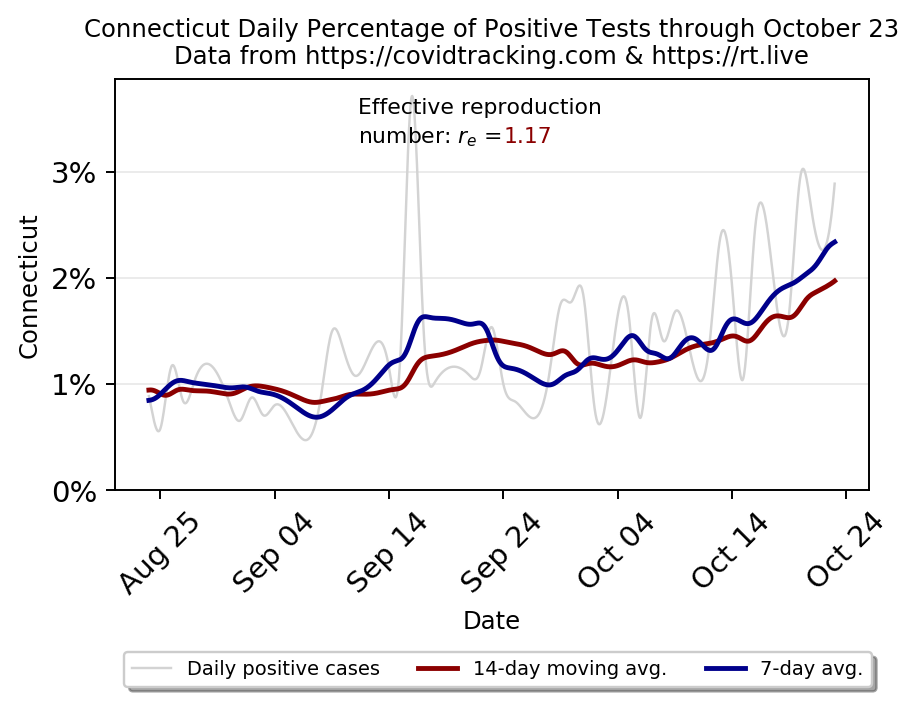 Connecticut Daily Percentage of Positive Tests through October 23
Data from https://covidtracking.com & https://rt.live
Effective reproduction
number: rₑ =1.17
3%
2%
1%
0%
Connecticut
Aug 25
Sep 04
Sep 14
Sep 24
Oct 04
Oct 14
Oct 24
Date
Daily positive cases
14-day moving avg.
7-day avg.